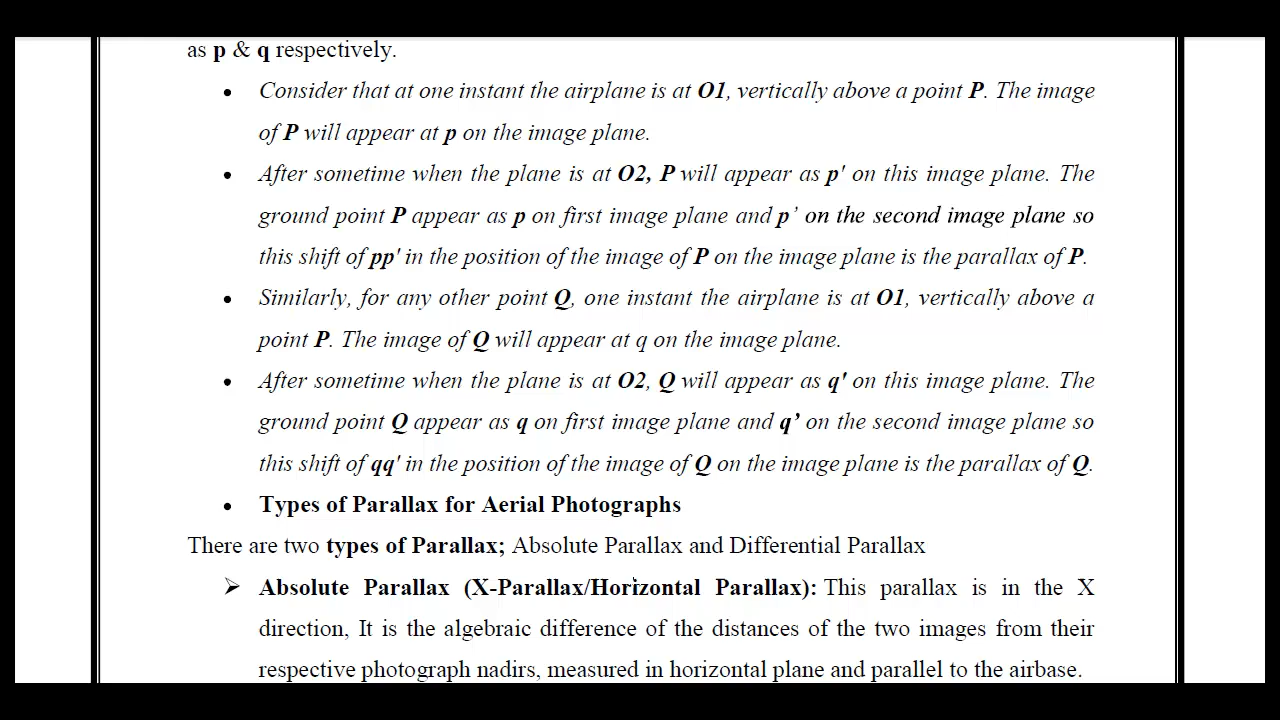 as p & q respectively.
• Consider that at one instant the airplane is at O1, vertically above a point P. The image
of P will appear at p on the image plane.
• After sometime when the plane is at O2, P will appear as p' on this image plane. The
ground point P appear as p on first image plane and p’ on the second image plane so
this shift of pp' in the position of the image of P on the image plane is the parallax of P.
• Similarly, for any other point Q, one instant the airplane is at O1, vertically above a
point P. The image of Q will appear at q on the image plane.
• After sometime when the plane is at O2, Q will appear as q' on this image plane. The
ground point Q appear as q on first image plane and q’ on the second image plane so
this shift of qq' in the position of the image of Q on the image plane is the parallax of Q.
• Types of Parallax for Aerial Photographs
There are two types of Parallax; Absolute Parallax and Differential Parallax
➢ Absolute Parallax (X-Parallax/Horizontal Parallax): This parallax is in the X
direction, It is the algebraic difference of the distances of the two images from their
respective photograph nadirs, measured in horizontal plane and parallel to the airbase.